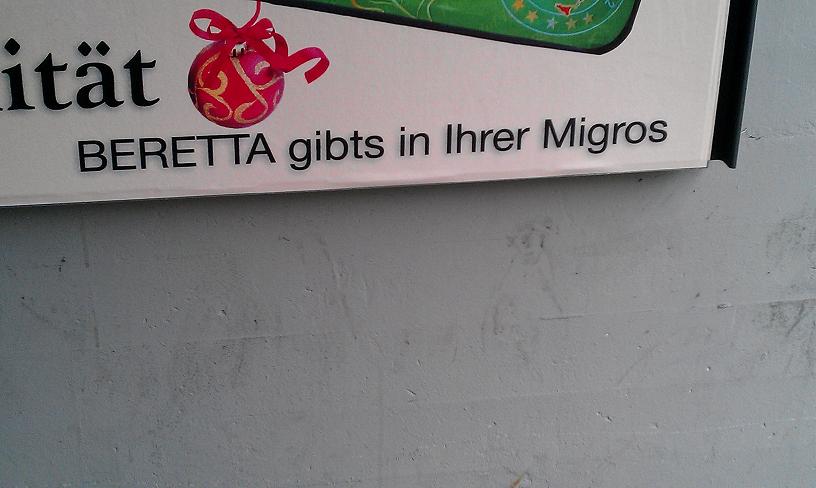 ität
BERETTA gibts in Ihrer Migros